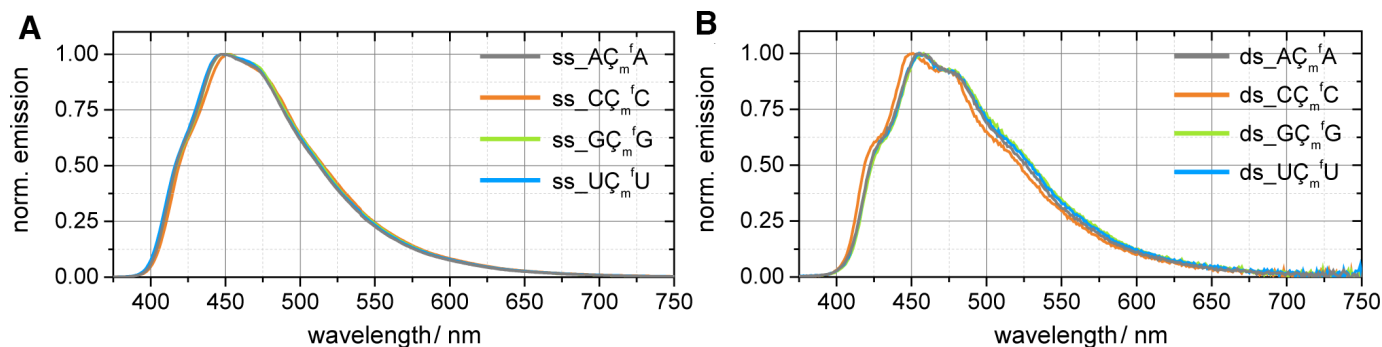 A
norm. emission
1.00
0.75
0.50
0.25
0.00
400 450 500 550 600 650 700 750
wavelength/ nm
ss_AÇₘᶠA
ss_CÇₘᶠC
ss_GÇₘᶠG
ss_UÇₘᶠU
B
norm. emission
1.00
0.75
0.50
0.25
0.00
400 450 500 550 600 650 700 750
wavelength/ nm
ds_AÇₘᶠA
ds_CÇₘᶠC
ds_GÇₘᶠG
ds_UÇₘᶠU